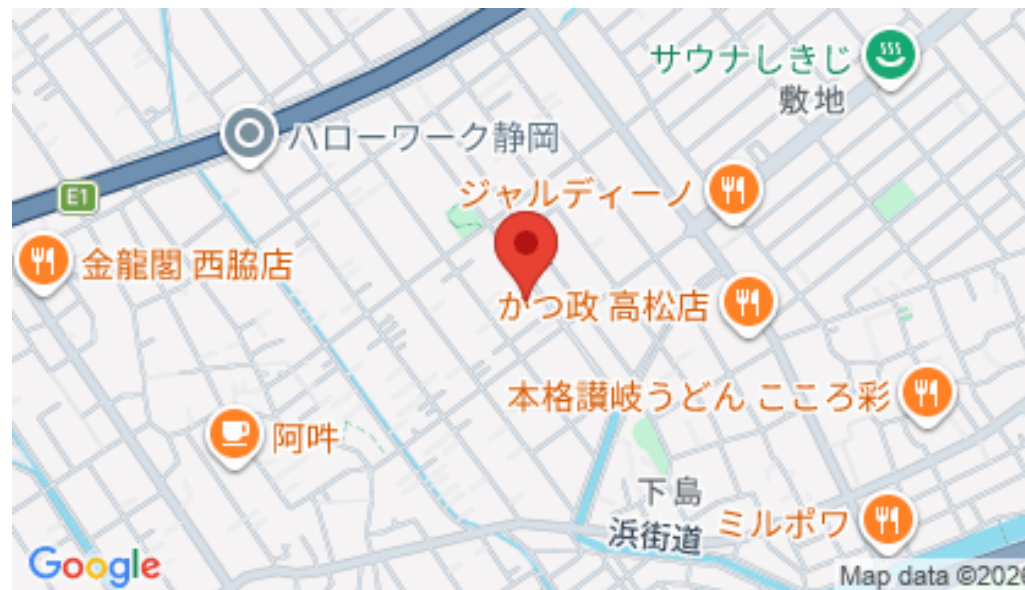 サウナしきじ
敷地
ハローワーク静岡
ジャルディーノ
E1
金龍閣 西脇店
かつ政 高松店
本格讃岐うどん こころ彩
阿吽
下島
浜街道
ミルポワ
Google
Map data ©2026